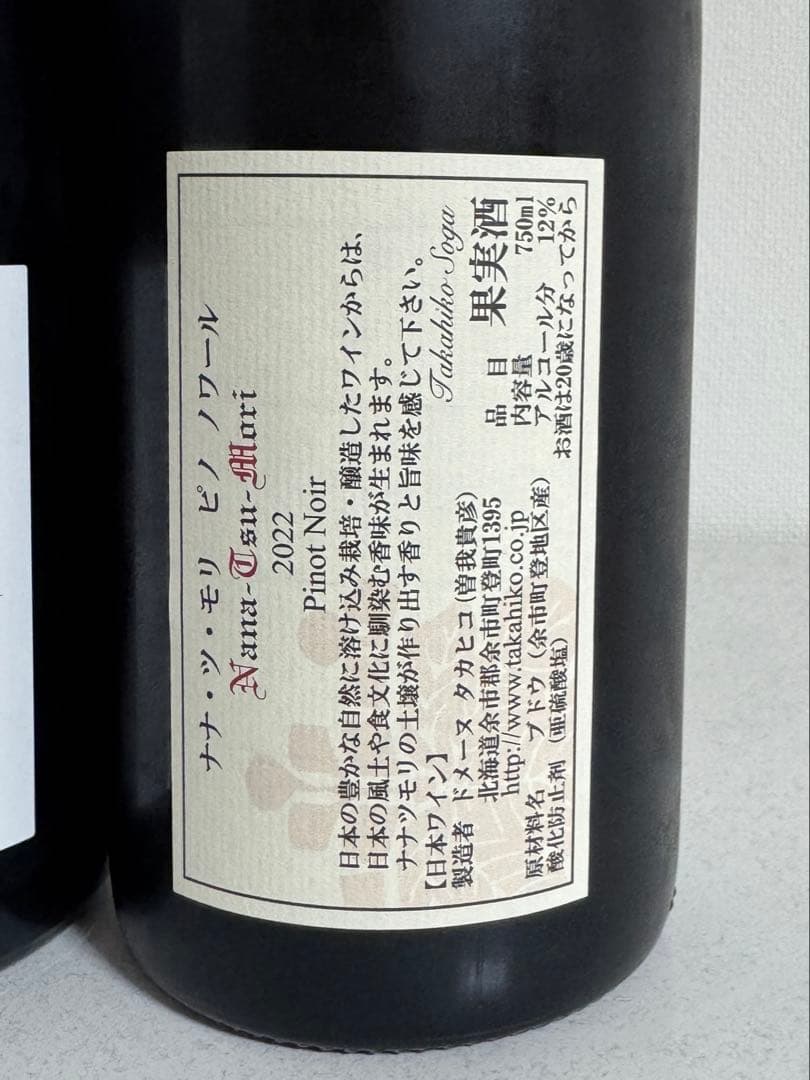 ナナ・ツ・モリ　ピノ　ノワール
Nana-Tsu-Mori
2022
Pinot Noir
日本の豊かな自然に溶け込み栽培・醸造したワインからは、
日本の風土や食文化に馴染む香味が生まれます。
ナナツモリの土壌が作り出す香りと旨味を感じて下さい。
Takahiko Soga
【日本ワイン】
製造者　ドメーヌ タカヒコ(曽我貴彦)
北海道余市郡余市町登町1395
http://www.takahiko.co.jp
原材料名　ブドウ（余市町登地区産）
酸化防止剤（亜硫酸塩）
品　目　果実酒
内容量　750ml
アルコール分　12%
お酒は20歳になってから